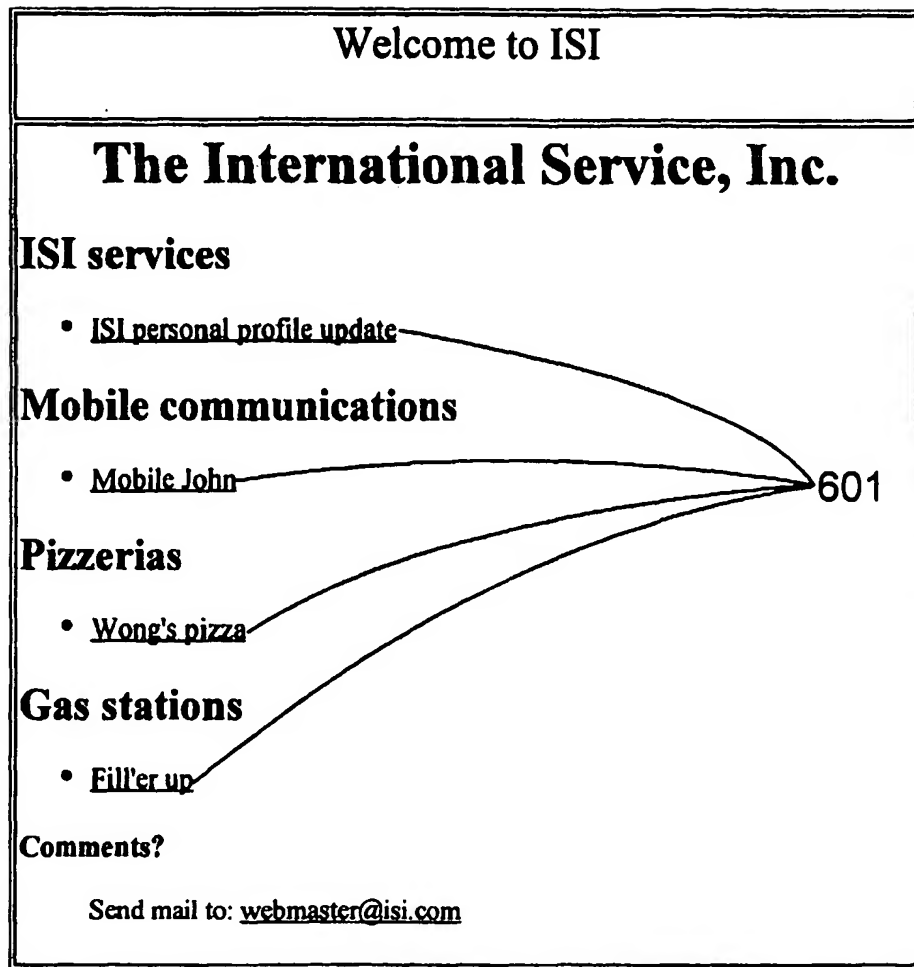 Welcome to ISI
The International Service, Inc.
ISI services
• ISI personal profile update
Mobile communications
• Mobile John
601
Pizzerias
• Wong's pizza
Gas stations
• Fill'er up
Comments?
Send mail to: webmaster@isi.com